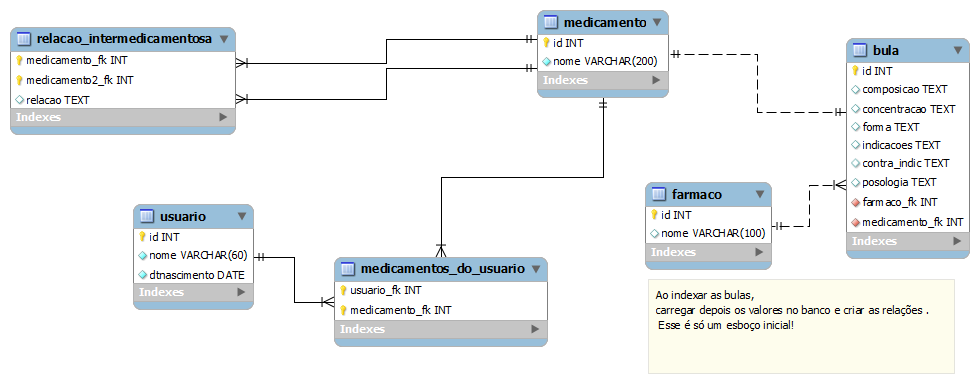 relacao_intermedicamentosa
medicamento_fk INT
medicamento2_fk INT
relacao TEXT
Indexes
medicamento
id INT
nome VARCHAR(200)
Indexes
bula
id INT
composicao TEXT
concentracao TEXT
forma TEXT
indicacoes TEXT
contra_indic TEXT
posologia TEXT
farmaco_fk INT
medicamento_fk INT
Indexes
farmaco
id INT
nome VARCHAR(100)
Indexes
usuario
id INT
nome VARCHAR(60)
dtnascimento DATE
Indexes
medicamentos_do_usuario
usuario_fk INT
medicamento_fk INT
Indexes
Ao indexar as bulas,
carregar depois os valores no banco e criar as relações .
Esse é só um esboço inicial!